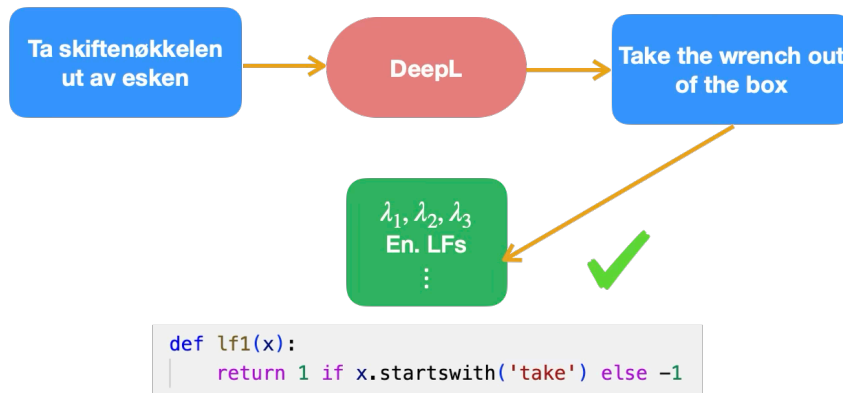 Ta skiftenøkkelen
ut av esken
DeepL
Take the wrench out
of the box
λ₁, λ₂, λ₃
En. LFs
⋮
def lf1(x):
    return 1 if x.startswith('take') else -1